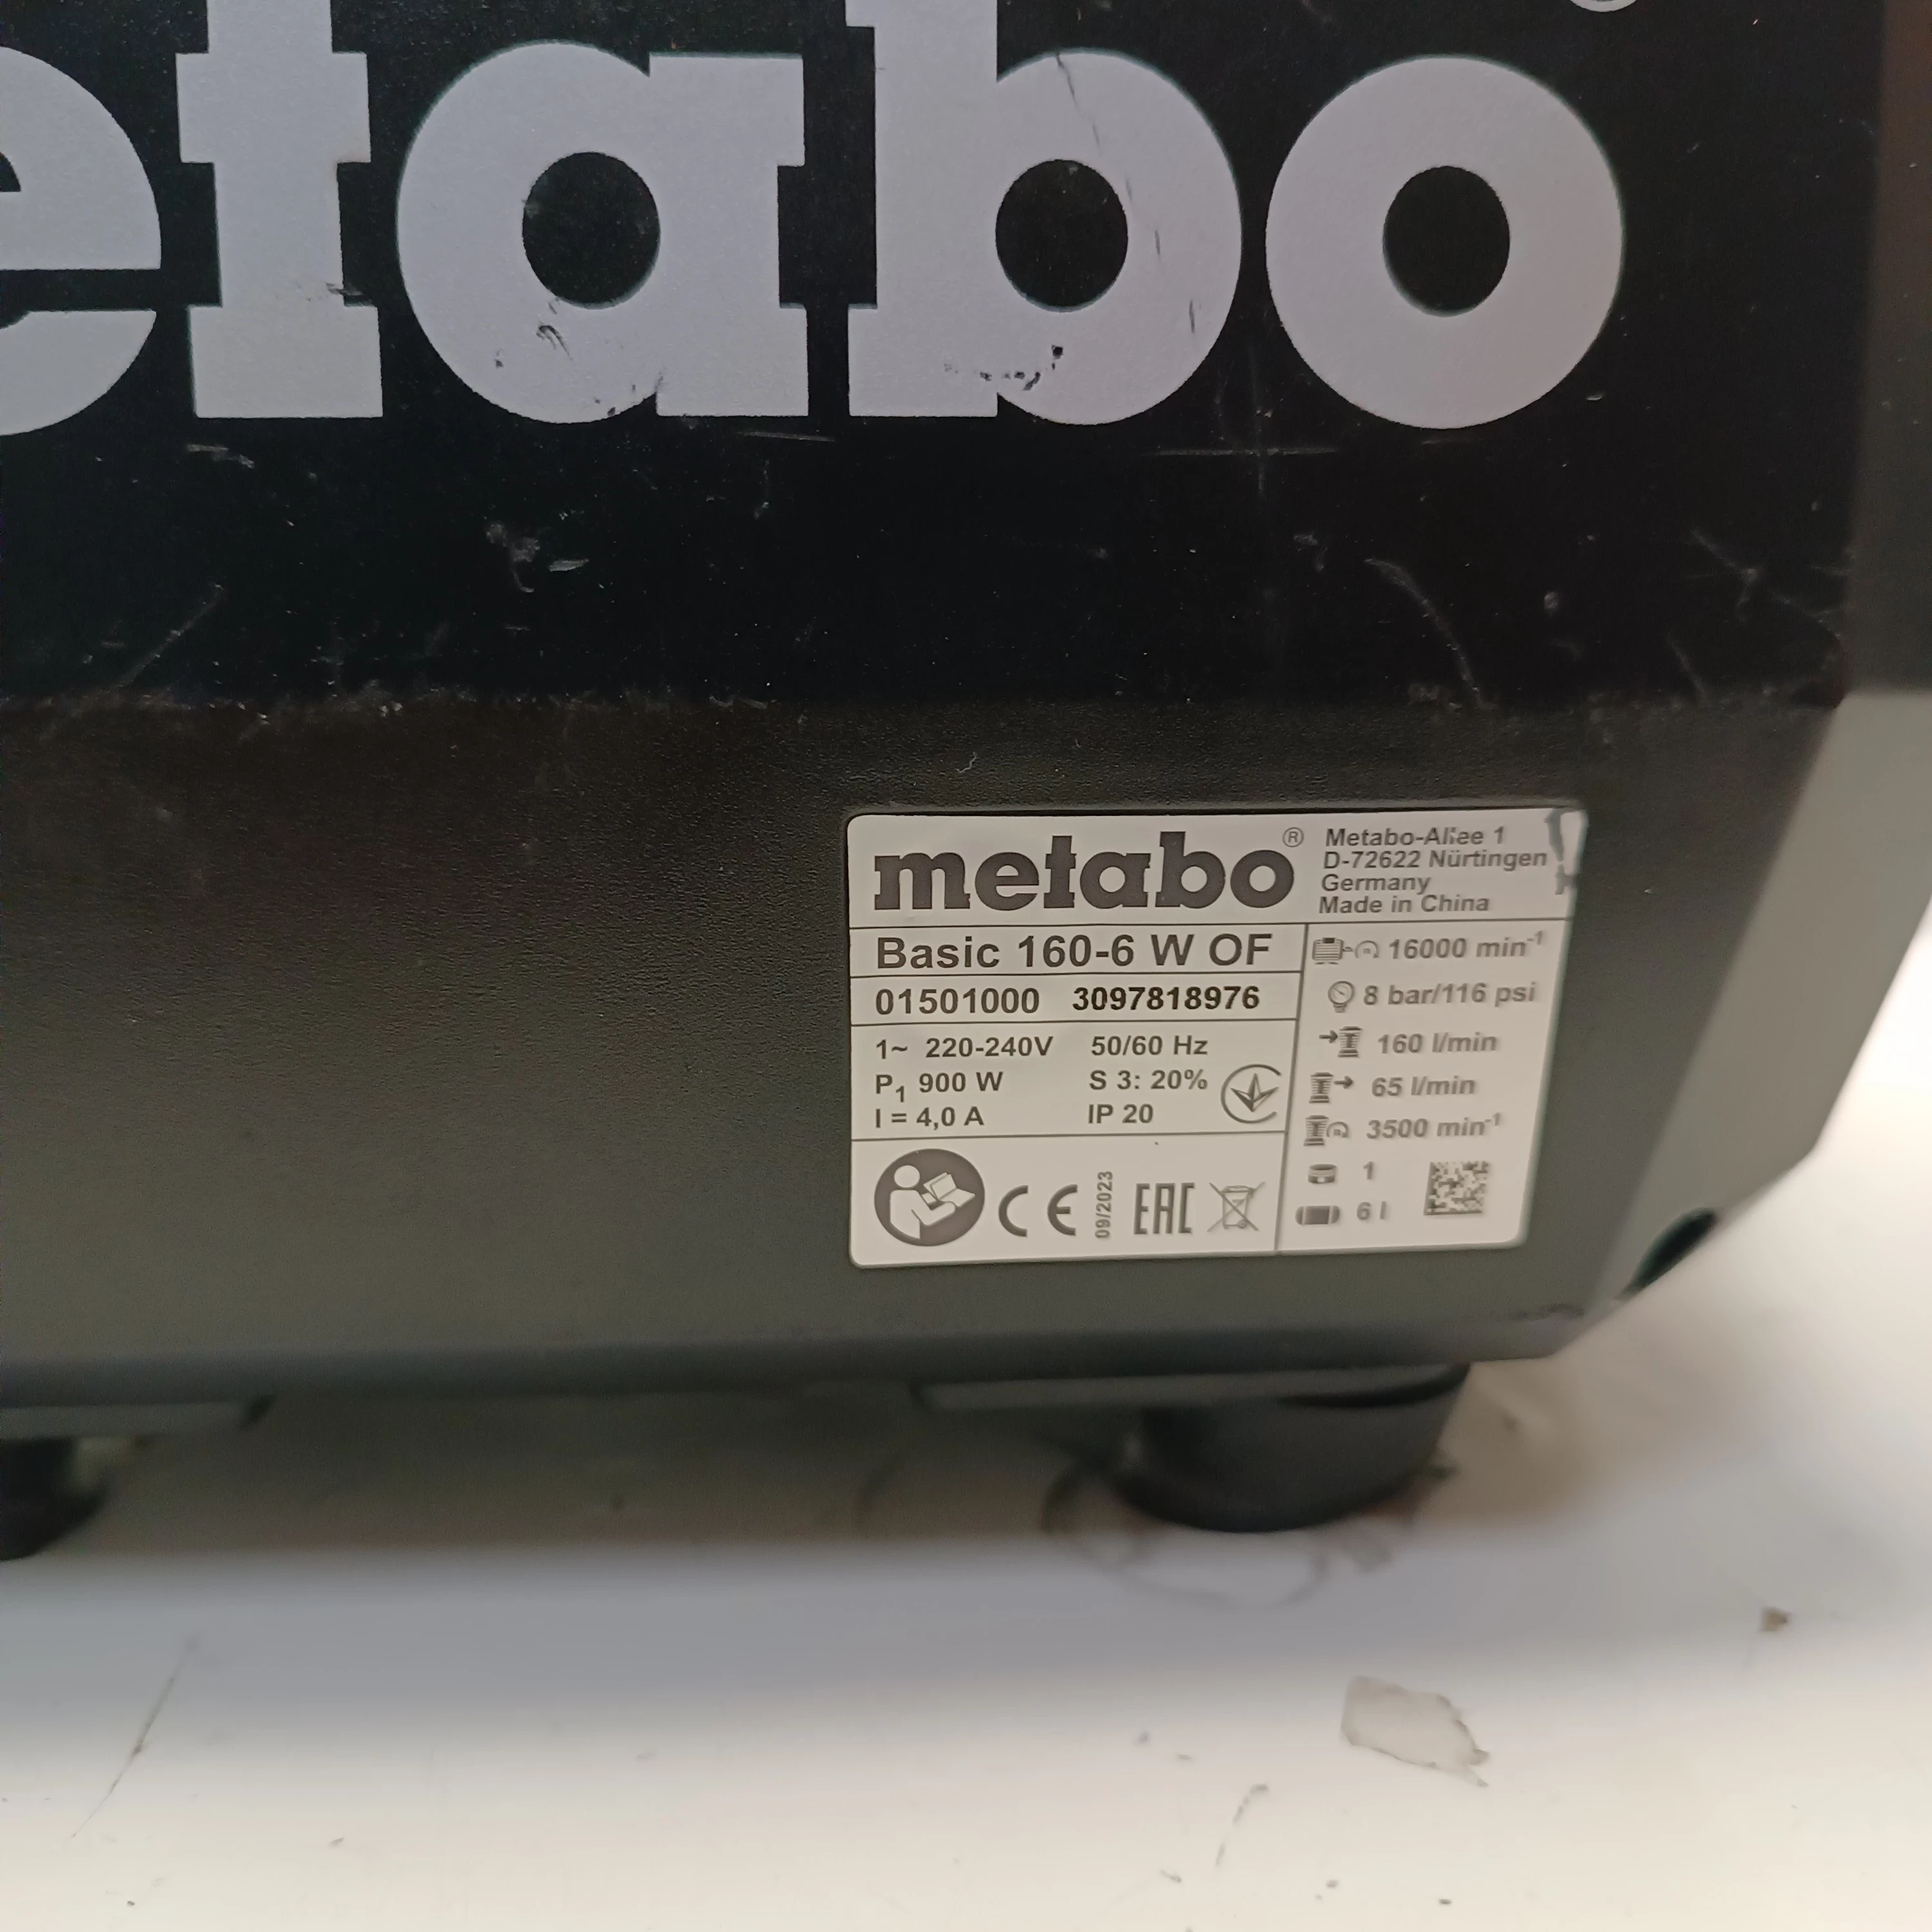 etabo
metabo®
Metabo-Allee 1
D-72622 Nürtingen
Germany
Made in China
Basic 160-6 W OF
01501000 3097818976
1~ 220-240V 50/60 Hz
P1 900 W S 3: 20%
I = 4,0 A IP 20
CE 09/2023 EAC
16000 min-1
8 bar/116 psi
160 l/min
65 l/min
3500 min-1
1
6 l